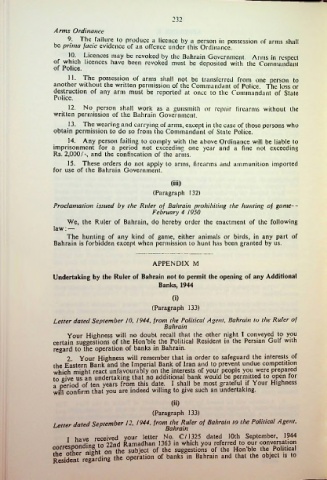 232
Arms Ordinance
9. The failure to produce a licence by a person in possession of arms shall
be prima facie evidence of an offence under this Ordinance.
10. Licences may be revoked by the Bahrain Government. Arms in respect
of which licences have been revoked must be deposited with the Commandant
of Police.
11. The possession of arms shall not be transferred from one person to
another without the written permission of the Commandant of Police. The loss or
destruction of any arm must be reported at once to the Commandant of State
Police.
12. No person shall work as a gunsmith or repair firearms without the
written permission of the Bahrain Government.
13. The wearing and carrying of arms, except in the case of those persons who
obtain permission to do so from the Commandant of State Police.
14. Any person failing to comply with the above Ordinance will be liable to
imprisonment for a period not exceeding one year and a fine not exceeding
Rs. 2,000/-, and the confiscation of the arms.
15. These orders do not apply to arms, firearms and ammunition imported
for use of the Bahrain Government.
(iii)
(Paragraph 132)
Proclamation issued by the Ruler of Bahrain prohibiting the hunting of game--
February 4 1950
We, the Ruler of Bahrain, do hereby order the enactment of the following
law:—
The hunting of any kind of game, either animals or birds, in any part of
Bahrain is forbidden except when permission to hunt has been granted by us.
APPENDIX M
Undertaking by the Ruler of Bahrain not to permit the opening of any Additional
Banks, 1944
(i)
(Paragraph 133)
Letter dated September 10, 1944, from the Political Agent, Bahrain to the Ruler of
Bahrain
Your Highness will no doubt recall that the other night I conveyed to you
certain suggestions of the Hon'ble the Political Resident in the Persian Gulf with
regard to the operation of banks in Bahrain.
2. Your Highness will remember that in order to safeguard the interests of
the Eastern Bank and the Imperial Bank of Iran and to prevent undue competition
which might react unfavourably on the interests of your people you were prepared
to give us an undertaking that no additional bank would be permitted to open for
a period of ten years from this date. I shall be most grateful if Your Highness
will confirm that you are indeed willing to give such an undertaking.
(ii)
(Paragraph 133)
Letter dated September 12, 1944, from the Ruler of Bahrain to the Political Agent,
Bahrain
I have received your letter No. C/1325 dated 10th September, 1944
corresponding to 22nd Ramadhan 1363 in which you referred to our conversation
the other night on the subject of the suggestions of the Hon'ble the Political
Resident regarding the operation of banks in Bahrain and that the object is to